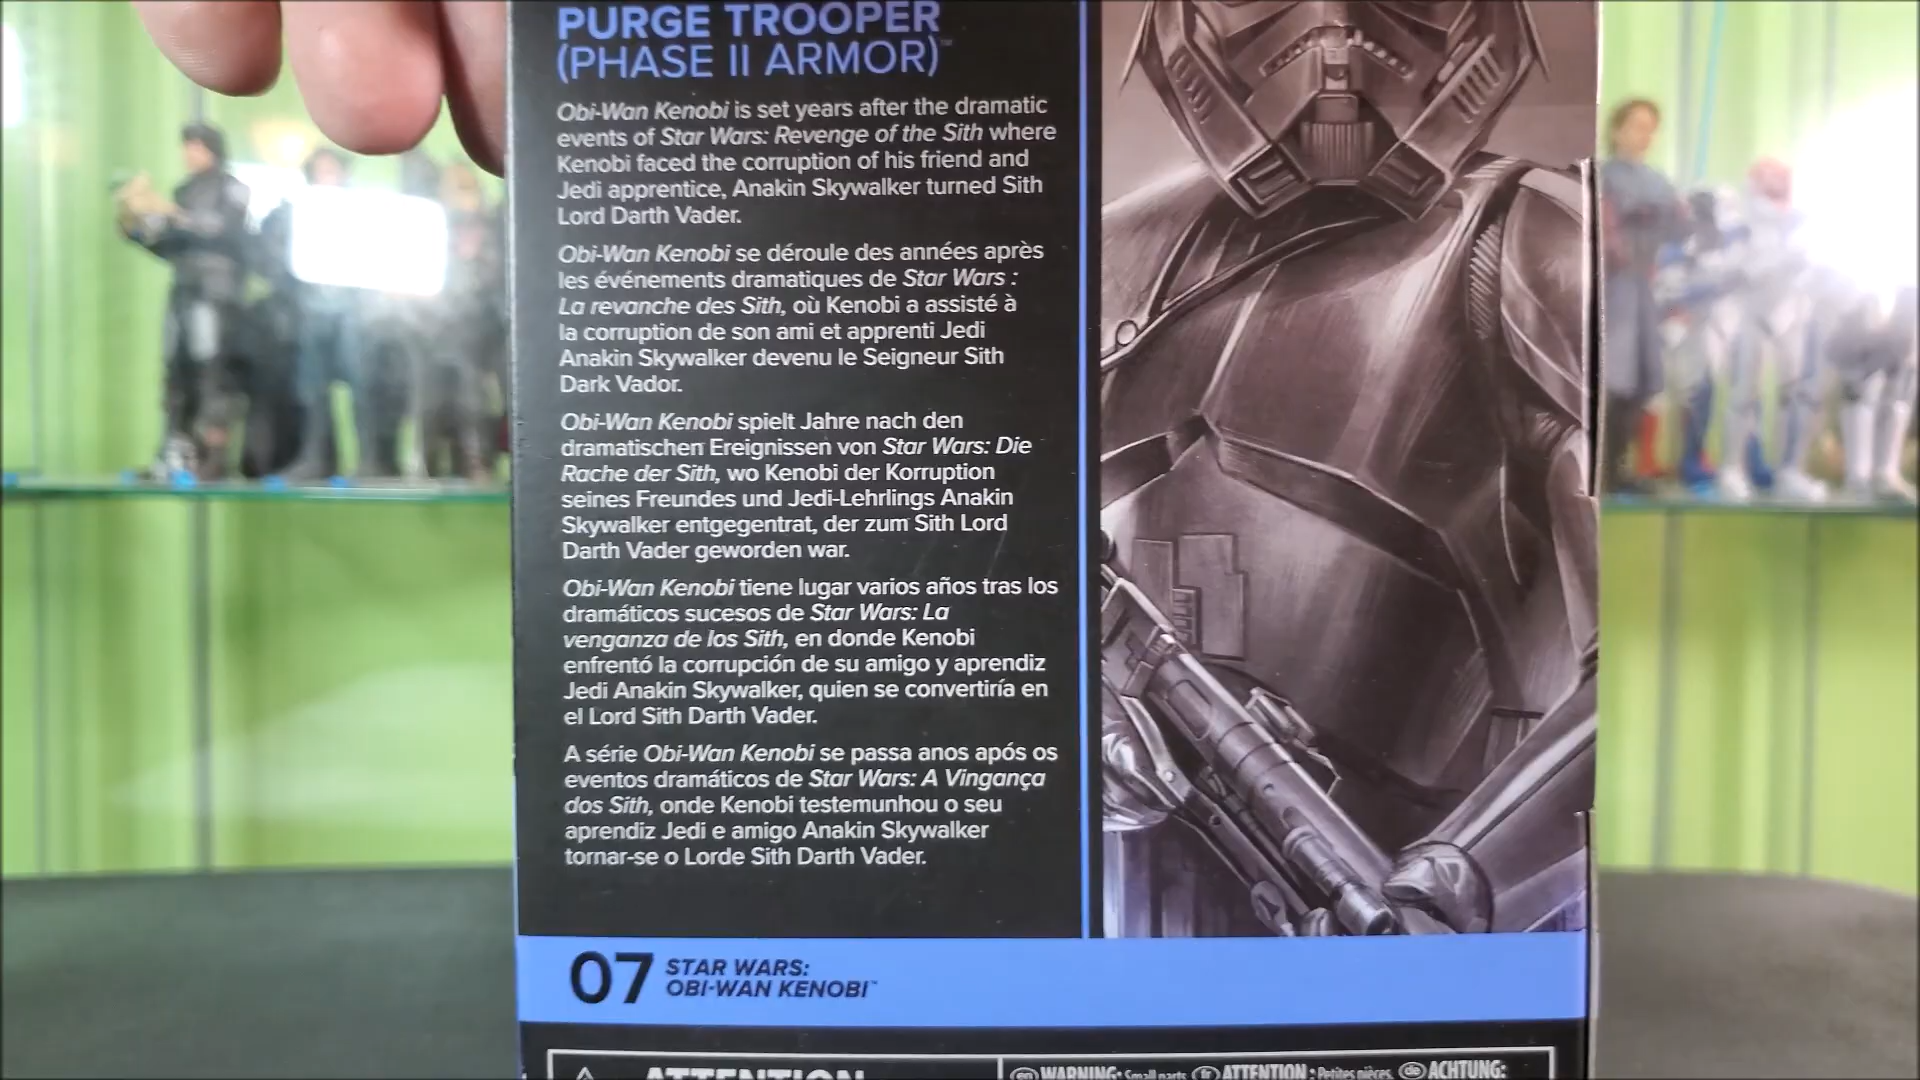 PURGE TROOPER
(PHASE II ARMOR)™
Obi-Wan Kenobi is set years after the dramatic
events of Star Wars: Revenge of the Sith where
Kenobi faced the corruption of his friend and
Jedi apprentice, Anakin Skywalker turned Sith
Lord Darth Vader.
Obi-Wan Kenobi se déroule des années après
les événements dramatiques de Star Wars :
La revanche des Sith, où Kenobi a assisté à
la corruption de son ami et apprenti Jedi
Anakin Skywalker devenu le Seigneur Sith
Dark Vador.
Obi-Wan Kenobi spielt Jahre nach den
dramatischen Ereignissen von Star Wars: Die
Rache der Sith, wo Kenobi der Korruption
seines Freundes und Jedi-Lehrlings Anakin
Skywalker entgegentrat, der zum Sith Lord
Darth Vader geworden war.
Obi-Wan Kenobi tiene lugar varios años tras los
dramáticos sucesos de Star Wars: La
venganza de los Sith, en donde Kenobi
enfrentó la corrupción de su amigo y aprendiz
Jedi Anakin Skywalker, quien se convertiría en
el Lord Sith Darth Vader.
A série Obi-Wan Kenobi se passa anos após os
eventos dramáticos de Star Wars: A Vingança
dos Sith, onde Kenobi testemunhou o seu
aprendiz Jedi e amigo Anakin Skywalker
tornar-se o Lorde Sith Darth Vader.
07
STAR WARS:
OBI-WAN KENOBI™
ATTENTION
en WARNING: Small parts. fr ATTENTION : Petites pièces. de ACHTUNG: